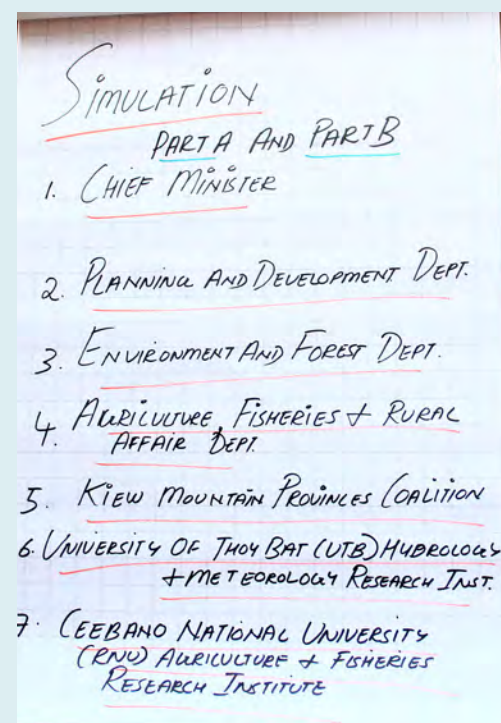 SIMULATION
PART A AND PART B
1. CHIEF MINISTER
2. PLANNING AND DEVELOPMENT DEPT.
3. ENVIRONMENT AND FOREST DEPT.
4. AGRICULUTURE, FISHERIES + RURAL
AFFAIR DEPT.
5. KIEW MOUNTAIN PROVINCES COALITION
6. UNIVERSITY OF THOY BAT (UTB) HYDROLOGY
+ METEOROLOGY RESEARCH INST.
7. CEEBANO NATIONAL UNIVERSITY
(RNU) AGRICULTURE + FISHERIES
RESEARCH INSTITUTE